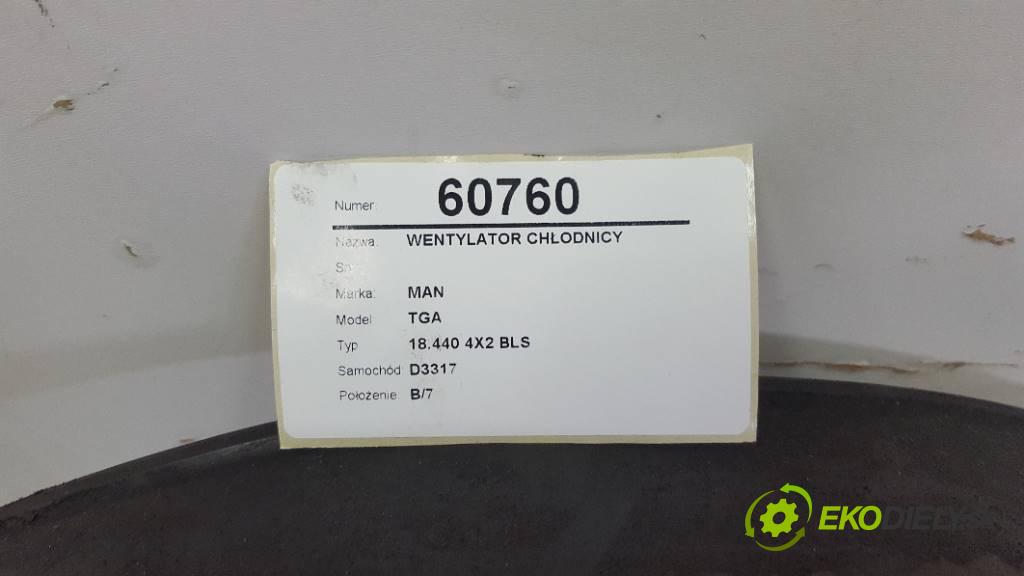 Numer: 60760
Nazwa: WENTYLATOR CHŁODNICY
Sn
Marka: MAN
Model TGA
Typ 18.440 4X2 BLS
Samochód D3317
Położenie B/7
EKODIELY.SK